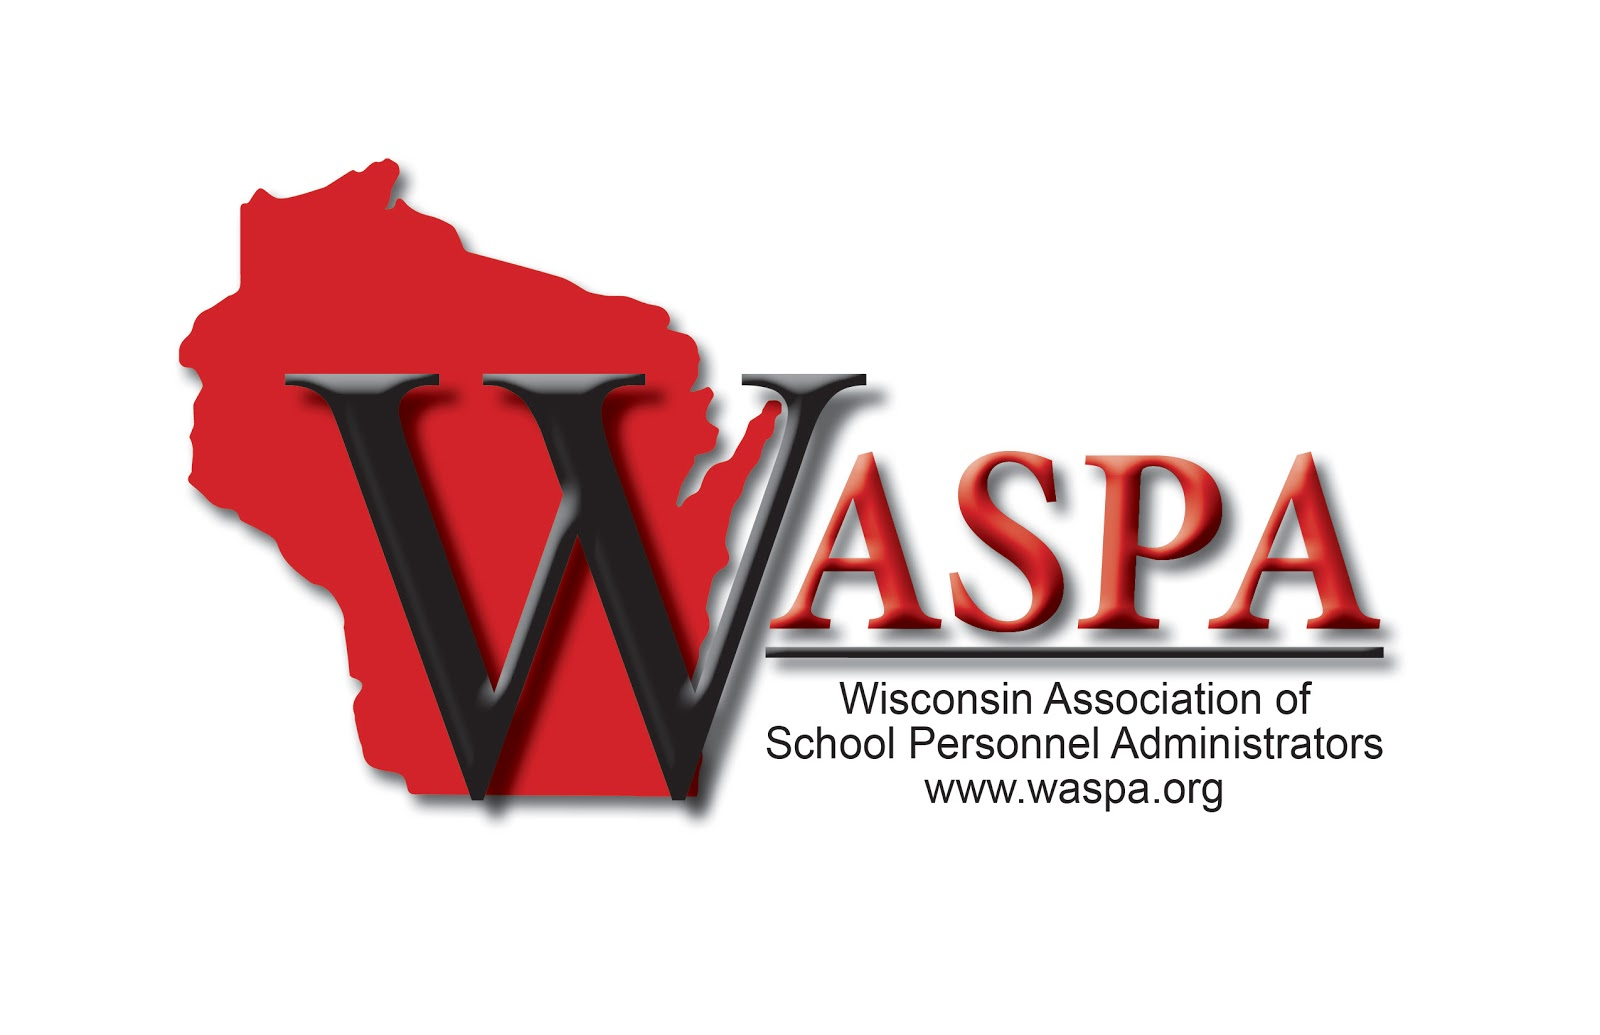 WASPA
Wisconsin Association of
School Personnel Administrators
www.waspa.org